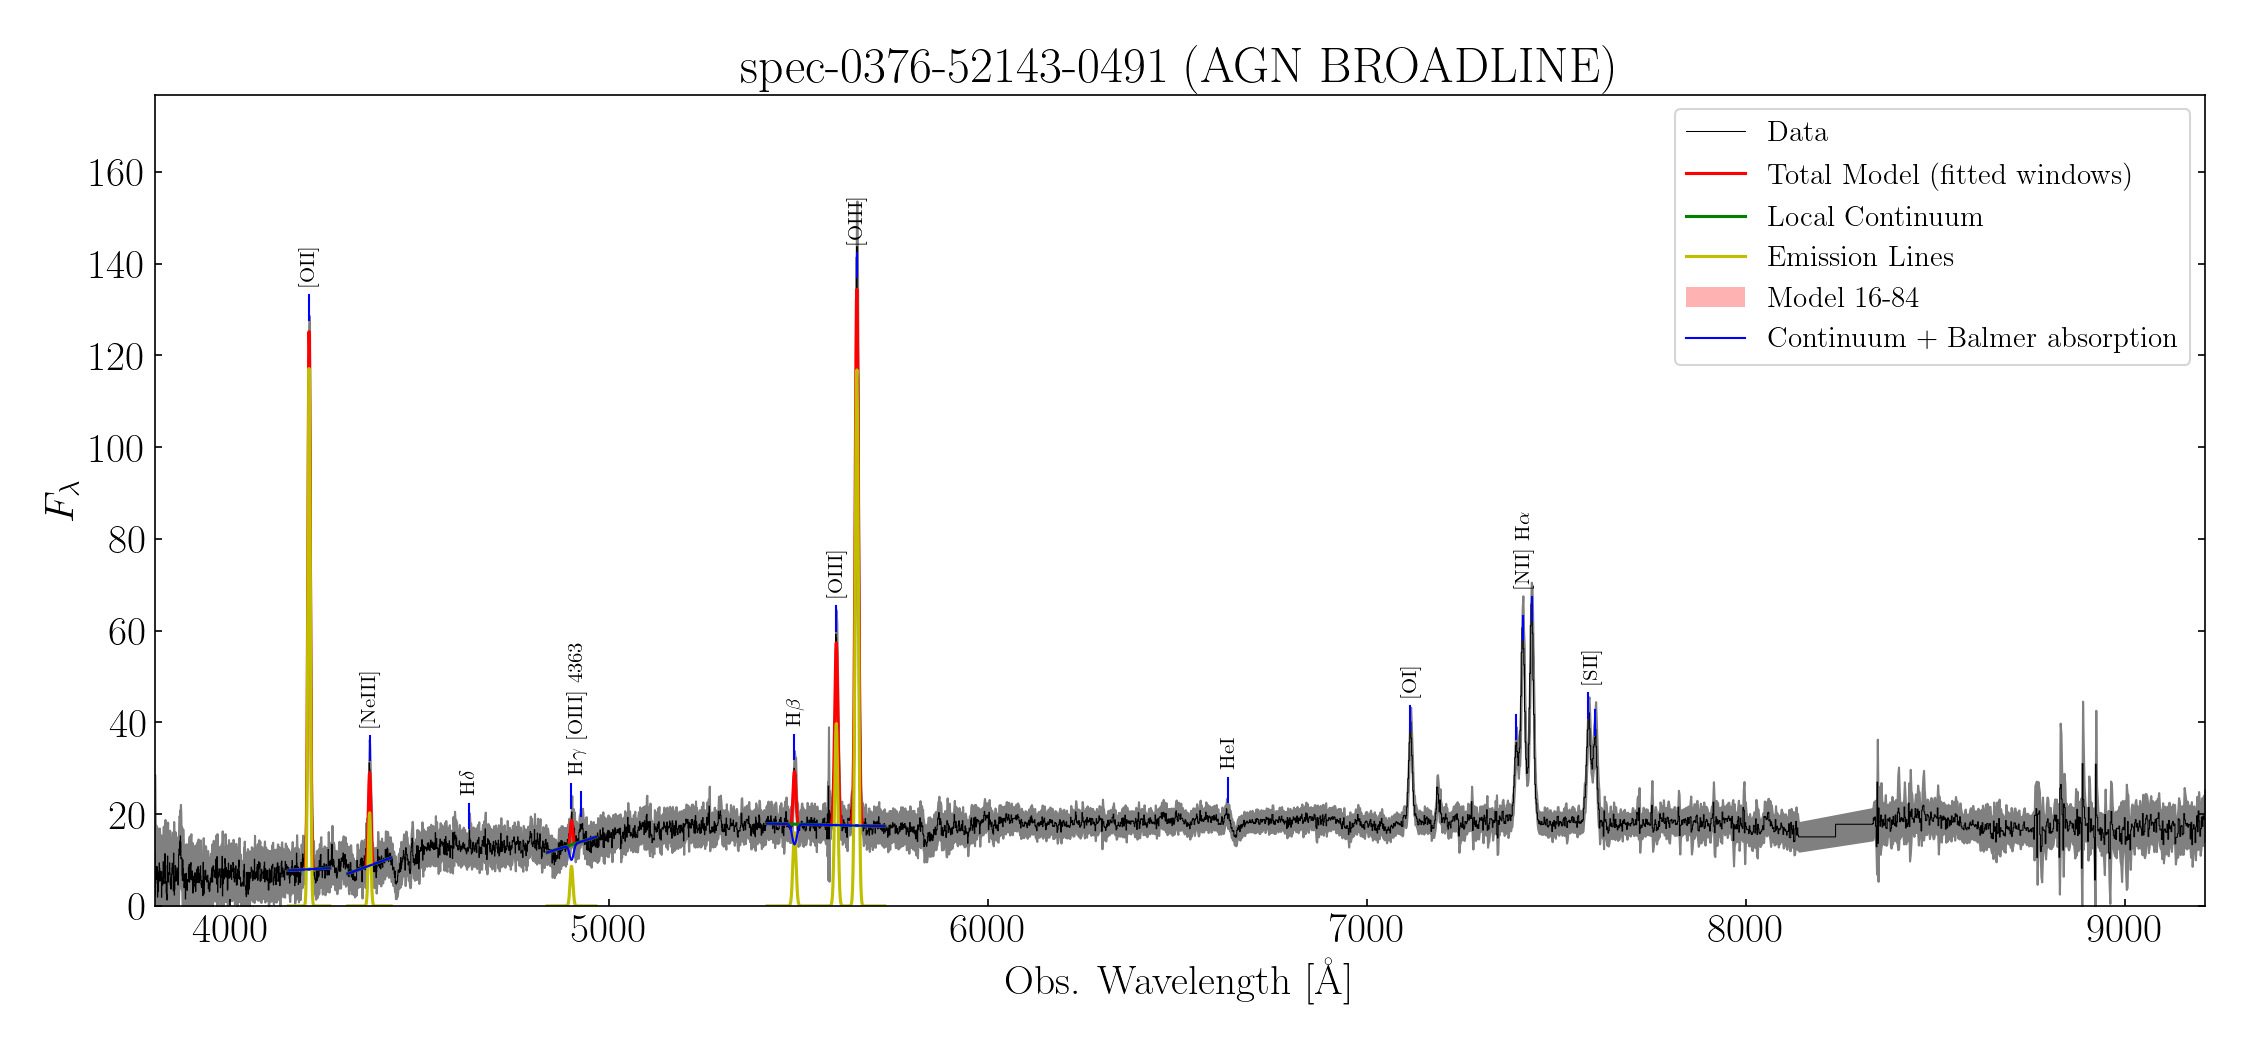 spec-0376-52143-0491 (AGN BROADLINE)
Data
Total Model (fitted windows)
Local Continuum
Emission Lines
Model 16-84
Continuum + Balmer absorption
160
140
120
100
80
60
40
20
0
Fλ
[OII]
[NeIII]
Hδ
Hγ [OIII] 4363
Hβ
[OIII]
[OIII]
HeI
[OI]
[NII] Hα
[SII]
4000 5000 6000 7000 8000 9000
Obs. Wavelength [Å]